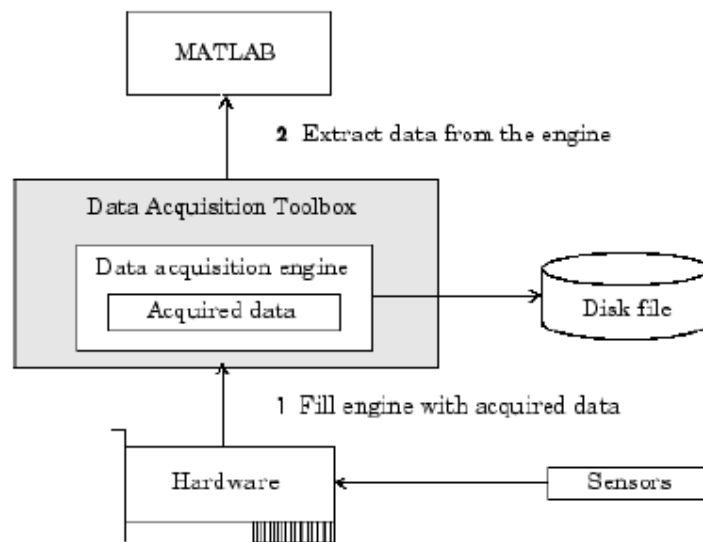 MATLAB
2 Extract data from the engine
Data Acquisition Toolbox
Data acquisition engine
Acquired data
Disk file
1 Fill engine with acquired data
Hardware
Sensors